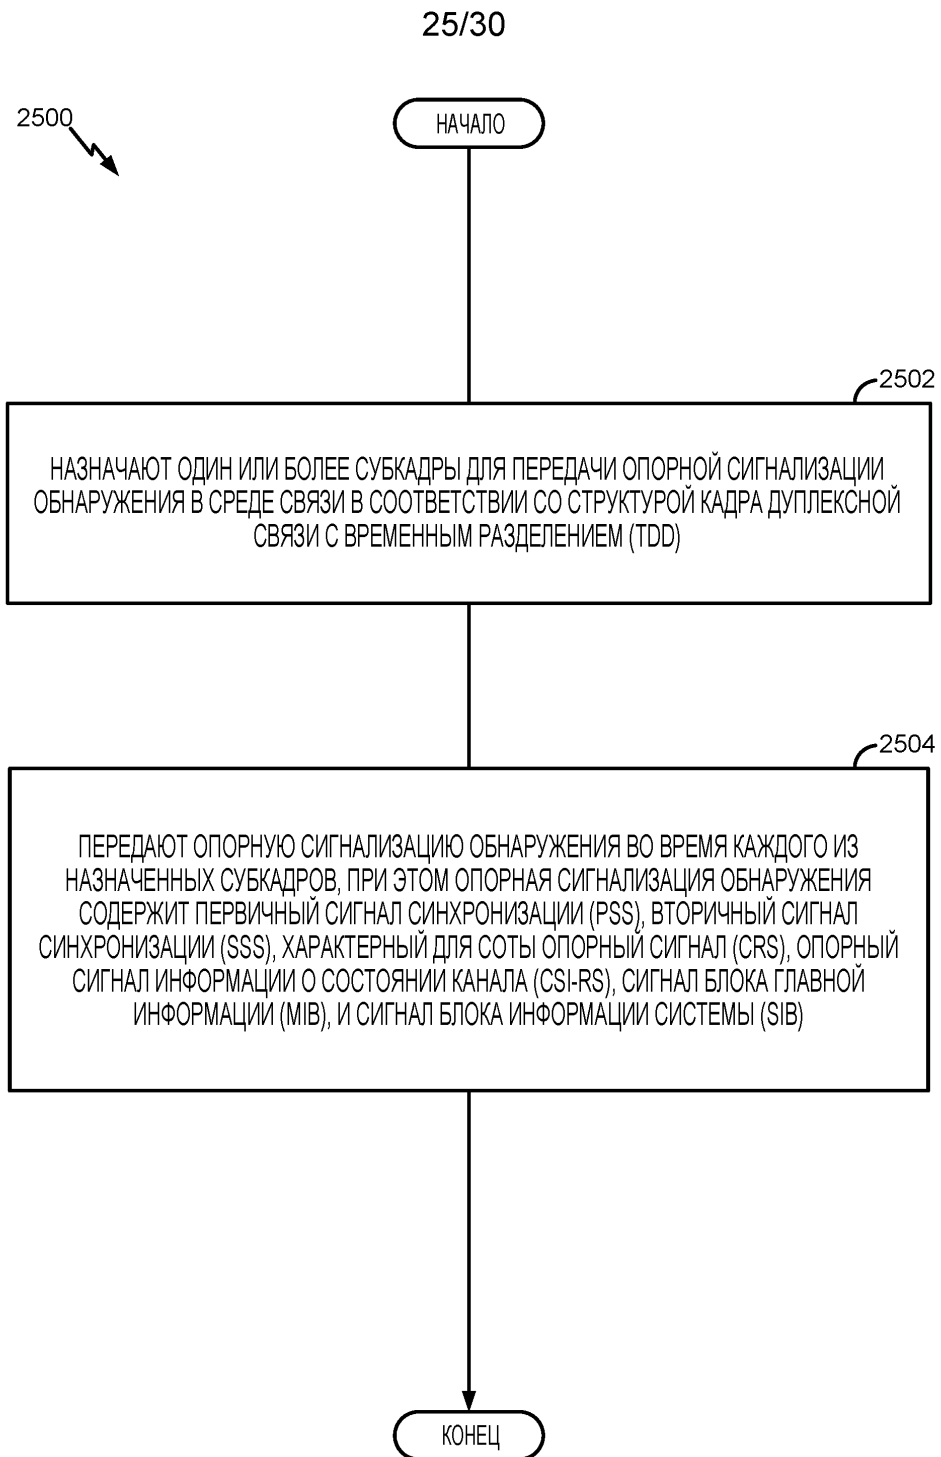 25/30
2500
НАЧАЛО
2502
НАЗНАЧАЮТ ОДИН ИЛИ БОЛЕЕ СУБКАДРЫ ДЛЯ ПЕРЕДАЧИ ОПОРНОЙ СИГНАЛИЗАЦИИ
ОБНАРУЖЕНИЯ В СРЕДЕ СВЯЗИ В СООТВЕТСТВИИ СО СТРУКТУРОЙ КАДРА ДУПЛЕКСНОЙ
СВЯЗИ С ВРЕМЕННЫМ РАЗДЕЛЕНИЕМ (TDD)
2504
ПЕРЕДАЮТ ОПОРНУЮ СИГНАЛИЗАЦИЮ ОБНАРУЖЕНИЯ ВО ВРЕМЯ КАЖДОГО ИЗ
НАЗНАЧЕННЫХ СУБКАДРОВ, ПРИ ЭТОМ ОПОРНАЯ СИГНАЛИЗАЦИЯ ОБНАРУЖЕНИЯ
СОДЕРЖИТ ПЕРВИЧНЫЙ СИГНАЛ СИНХРОНИЗАЦИИ (PSS), ВТОРИЧНЫЙ СИГНАЛ
СИНХРОНИЗАЦИИ (SSS), ХАРАКТЕРНЫЙ ДЛЯ СОТЫ ОПОРНЫЙ СИГНАЛ (CRS), ОПОРНЫЙ
СИГНАЛ ИНФОРМАЦИИ О СОСТОЯНИИ КАНАЛА (CSI-RS), СИГНАЛ БЛОКА ГЛАВНОЙ
ИНФОРМАЦИИ (MIB), И СИГНАЛ БЛОКА ИНФОРМАЦИИ СИСТЕМЫ (SIB)
КОНЕЦ